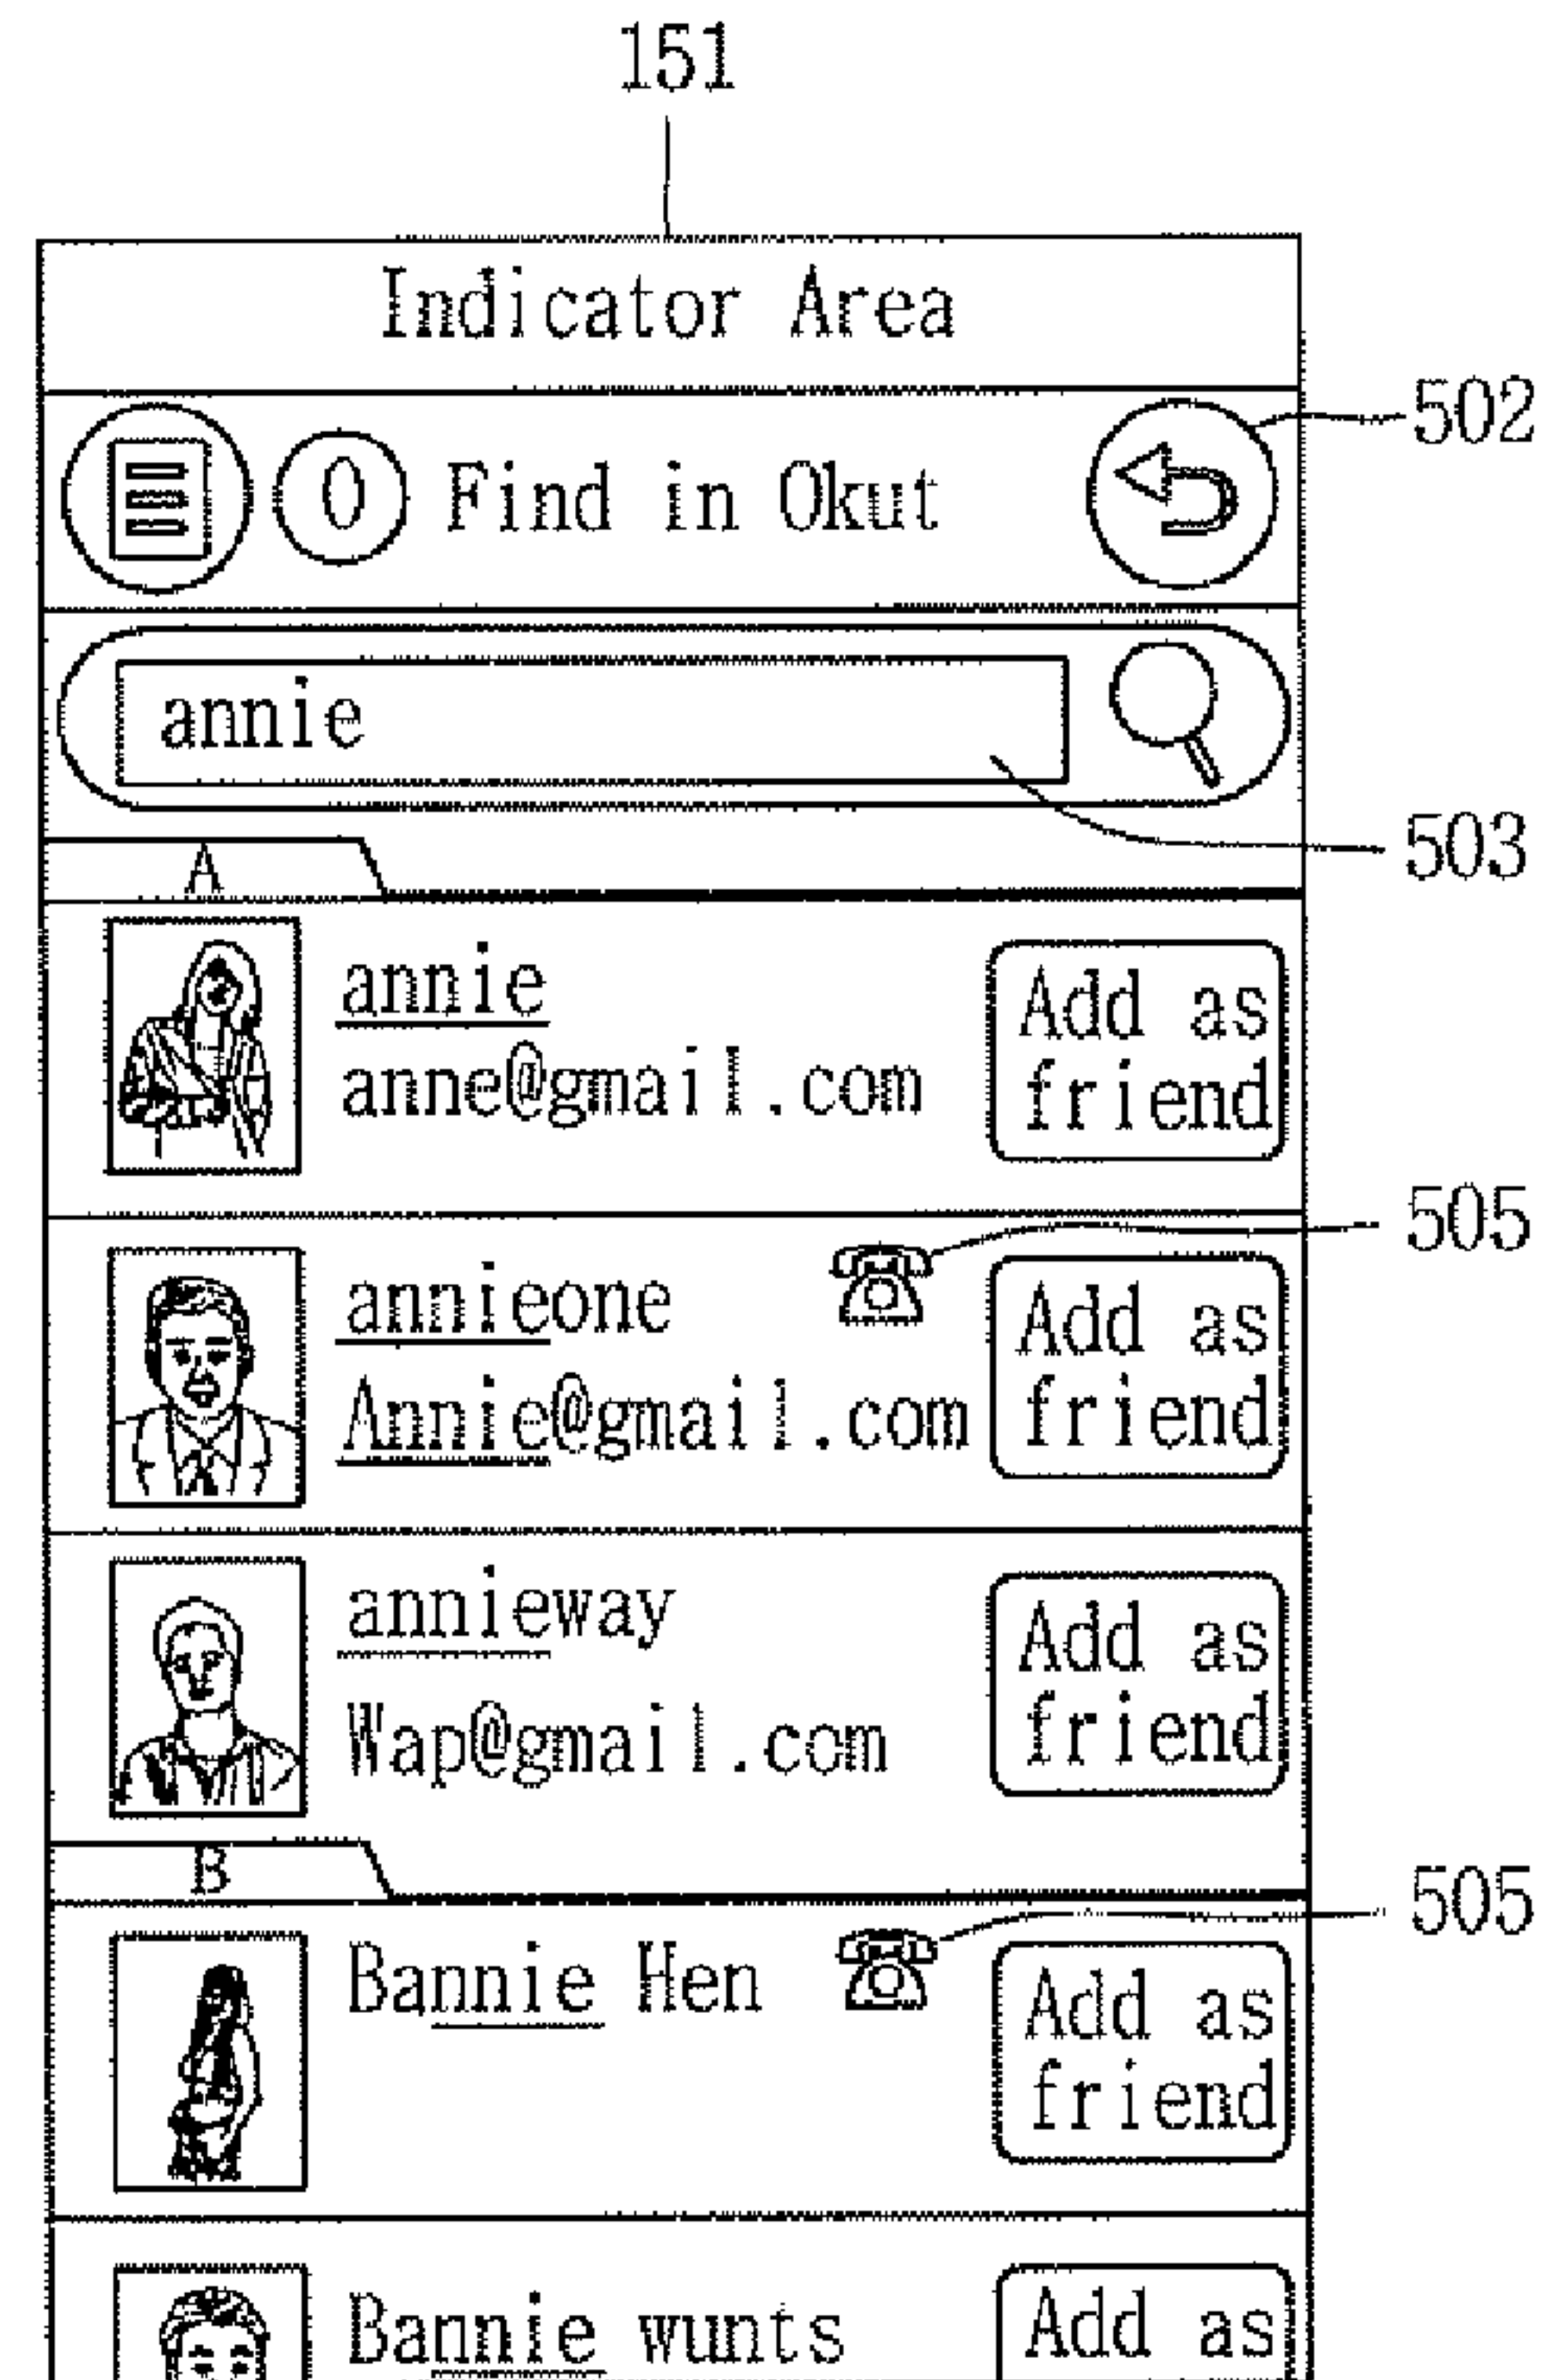 151
Indicator Area
0 Find in Okut
502
annie
503
A
annie
anne@gmail.com
Add as
friend
505
annieone
Annie@gmail.com
Add as
friend
annieway
Wap@gmail.com
Add as
friend
B
505
Bannie Hen
Add as
friend
Bannie wunts
Add as